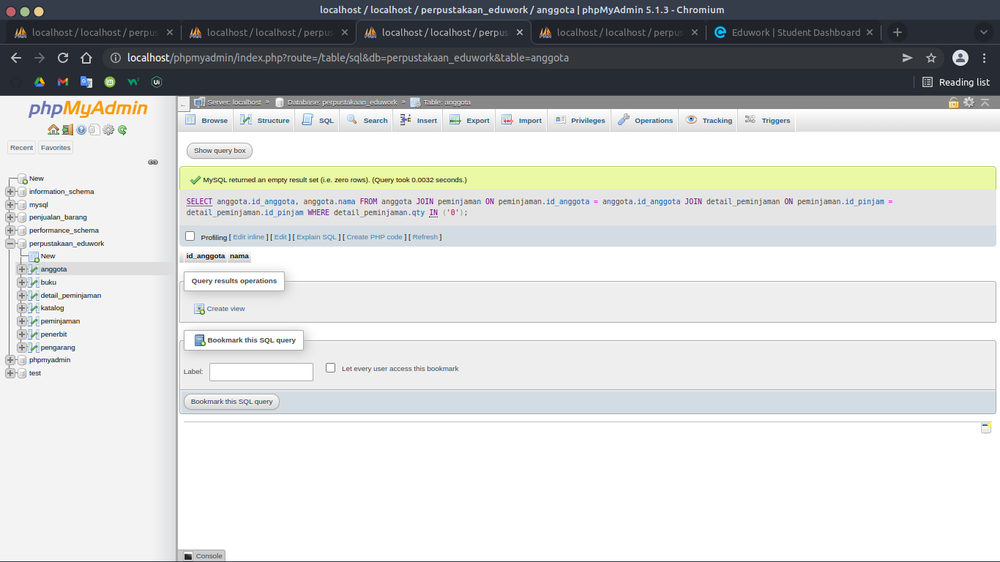 localhost / localhost / perpustakaan_eduwork / anggota | phpMyAdmin 5.1.3 - Chromium
localhost / localhost / perpus
localhost / localhost / perpus
localhost / localhost / perpus
localhost / localhost / perpus
Eduwork | Student Dashboard
localhost/phpmyadmin/index.php?route=/table/sql&db=perpustakaan_eduwork&table=anggota
Reading list
phpMyAdmin
Recent
Favorites
New
information_schema
mysql
penjualan_barang
performance_schema
perpustakaan_eduwork
New
anggota
buku
detail_peminjaman
katalog
peminjaman
penerbit
pengarang
phpmyadmin
test
Server: localhost » Database: perpustakaan_eduwork » Table: anggota
Browse
Structure
SQL
Search
Insert
Export
Import
Privileges
Operations
Tracking
Triggers
Show query box
MySQL returned an empty result set (i.e. zero rows). (Query took 0.0032 seconds.)
SELECT anggota.id_anggota, anggota.nama FROM anggota JOIN peminjaman ON peminjaman.id_anggota = anggota.id_anggota JOIN detail_peminjaman ON peminjaman.id_pinjam =
detail_peminjaman.id_pinjam WHERE detail_peminjaman.qty IN ('0');
Profiling [ Edit inline ] [ Edit ] [ Explain SQL ] [ Create PHP code ] [ Refresh ]
id_anggota nama
Query results operations
Create view
Bookmark this SQL query
Label:
Let every user access this bookmark
Bookmark this SQL query
Console